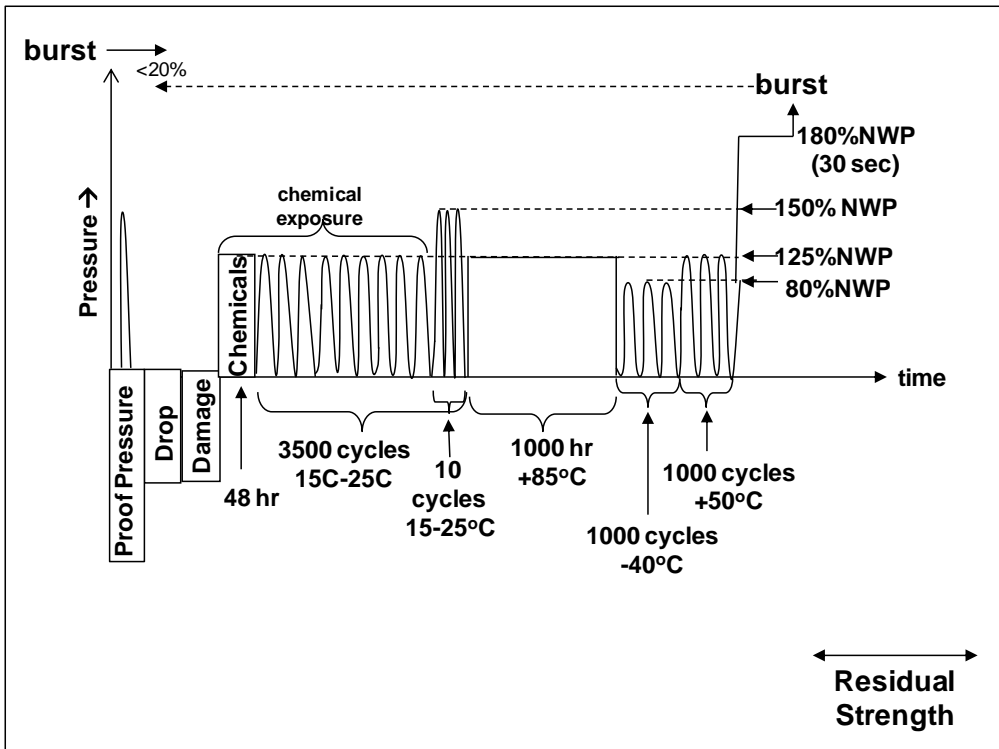 burst
<20%
burst
180%NWP
(30 sec)
chemical
exposure
150% NWP
125%NWP
80%NWP
Pressure →
Chemicals
time
Proof Pressure
Drop
Damage
48 hr
3500 cycles
15C-25C
10
cycles
15-25°C
1000 hr
+85°C
1000 cycles
-40°C
1000 cycles
+50°C
Residual
Strength